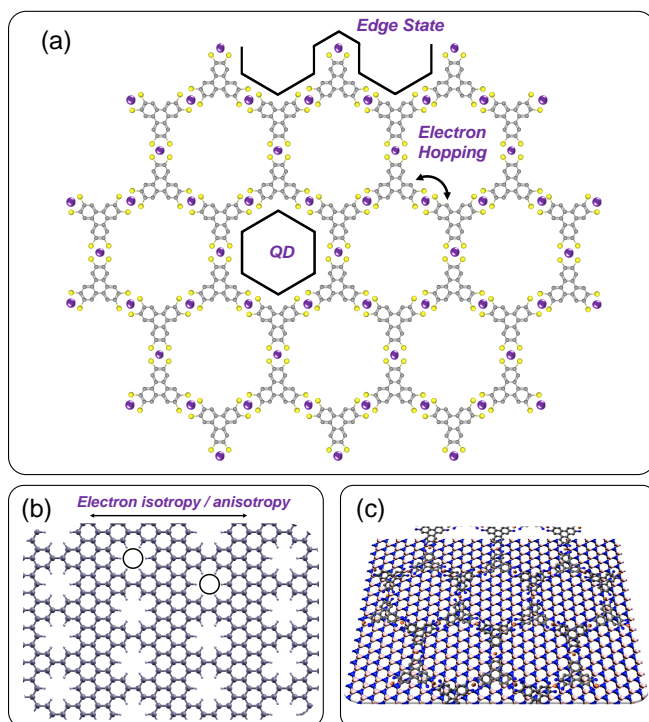 (a)
Edge State
Electron
Hopping
QD
(b)
Electron isotropy / anisotropy
(c)